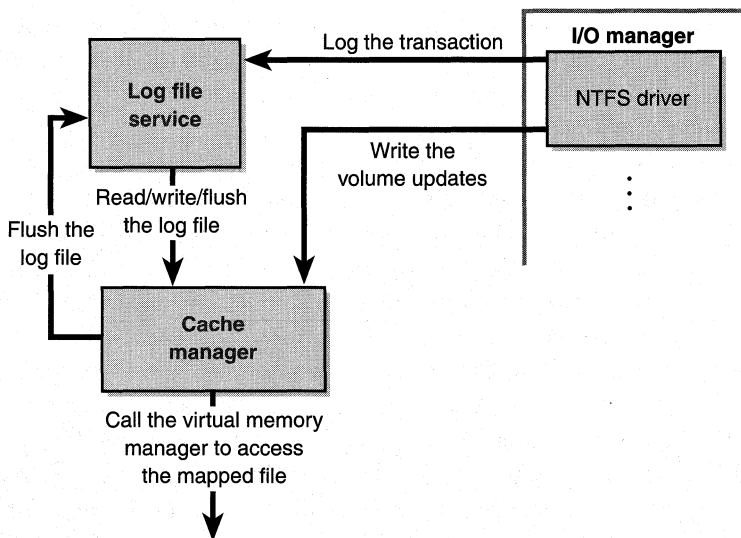 Log the transaction
I/O manager
NTFS driver
Log file
service
Write the
volume updates
Read/write/flush
the log file
Flush the
log file
Cache
manager
Call the virtual memory
manager to access
the mapped file